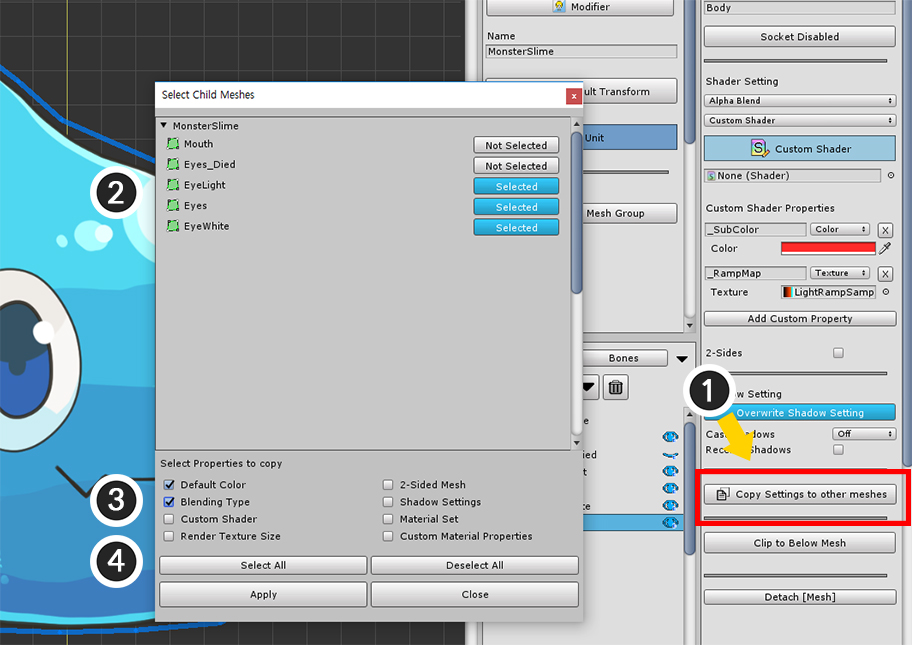 Modifier
Name
MonsterSlime
ult Transform
Unit
Mesh Group
Bones
e
ied
te
Select Child Meshes
x
MonsterSlime
Mouth
Not Selected
Eyes_Died
Not Selected
2
EyeLight
Selected
Eyes
Selected
EyeWhite
Selected
Select Properties to copy
3
Default Color
2-Sided Mesh
Blending Type
Shadow Settings
Custom Shader
Material Set
Render Texture Size
Custom Material Properties
4
Select All
Deselect All
Apply
Close
Body
Socket Disabled
Shader Setting
Alpha Blend
Custom Shader
S Custom Shader
S None (Shader)
Custom Shader Properties
_SubColor Color X
Color
_RampMap Texture X
Texture LightRampSamp
Add Custom Property
2-Sides
1
w Setting
Overwrite Shadow Setting
Cas adows Off
Rec Shadows
Copy Settings to other meshes
Clip to Below Mesh
Detach [Mesh]